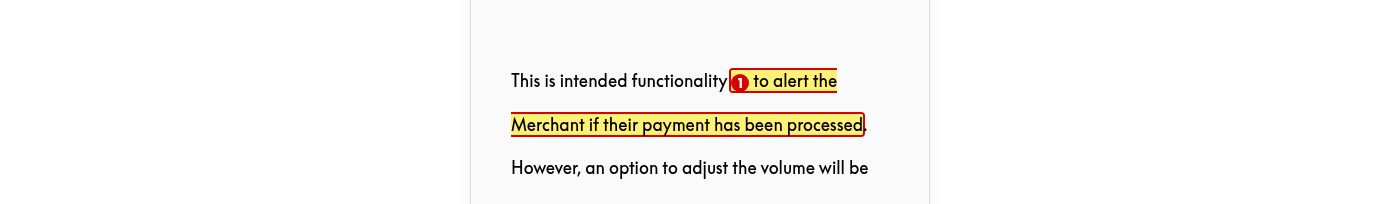 This is intended functionality 1 to alert the
Merchant if their payment has been processed.
However, an option to adjust the volume will be